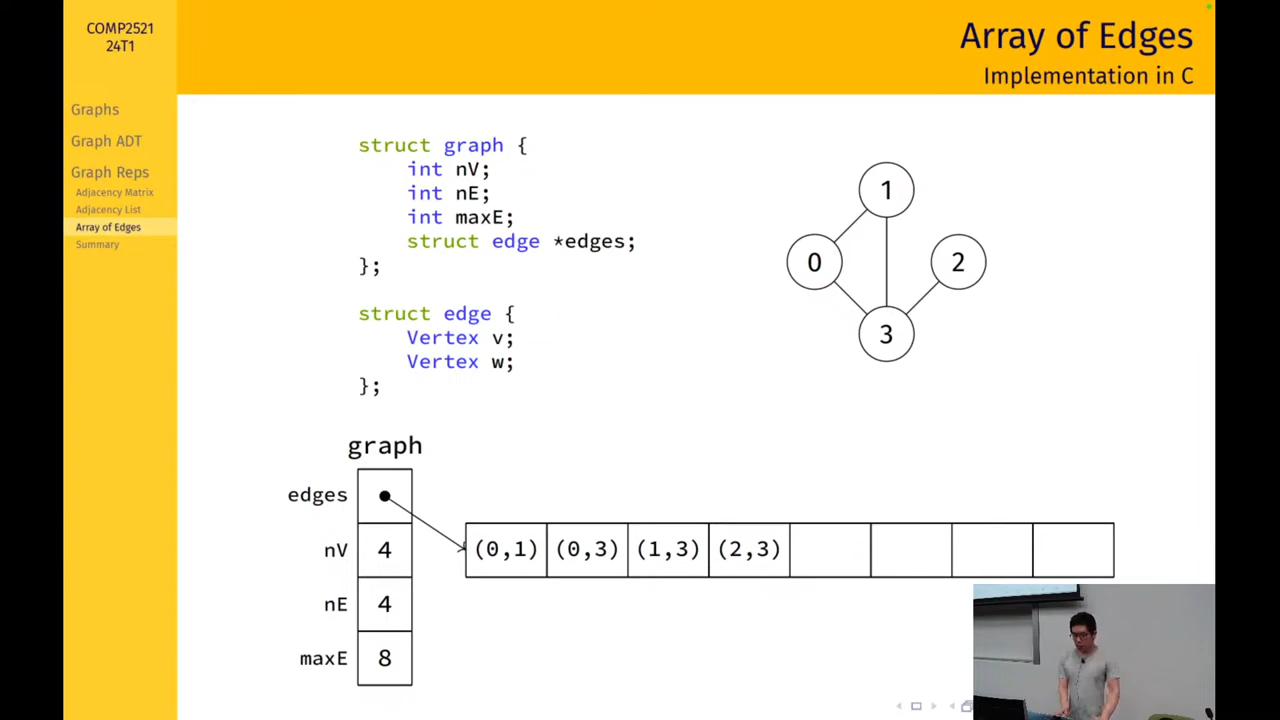 COMP2521
24T1
Graphs
Graph ADT
Graph Reps
Adjacency Matrix
Adjacency List
Array of Edges
Summary
Array of Edges
Implementation in C
struct graph {
int nV;
int nE;
int maxE;
struct edge *edges;
};
struct edge {
Vertex v;
Vertex w;
};
1
0
2
3
graph
edges
nV 4
nE 4
maxE 8
(0,1) (0,3) (1,3) (2,3)